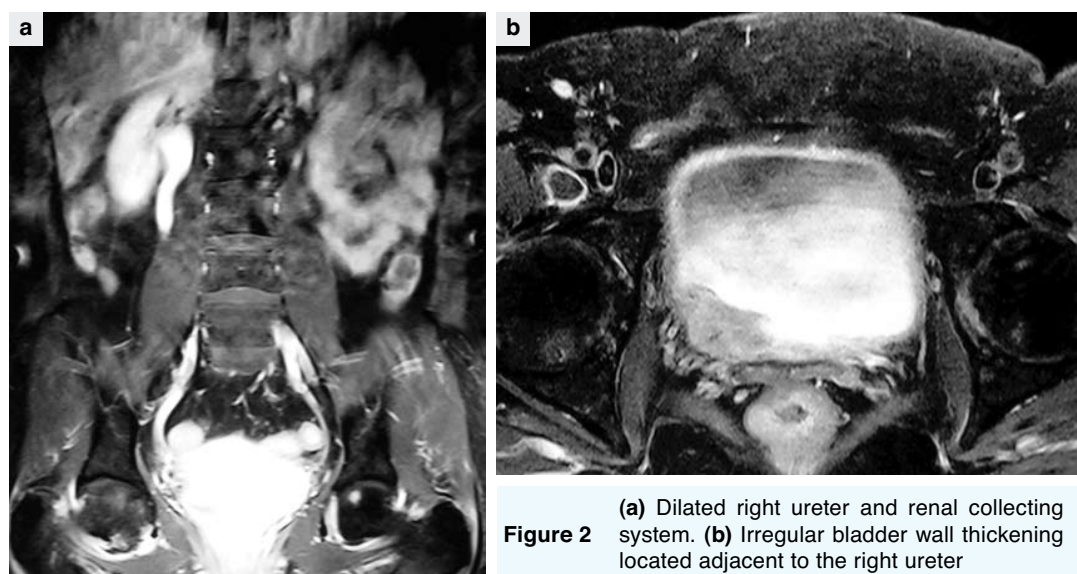 a
b
Figure 2
(a) Dilated right ureter and renal collecting
system. (b) Irregular bladder wall thickening
located adjacent to the right ureter